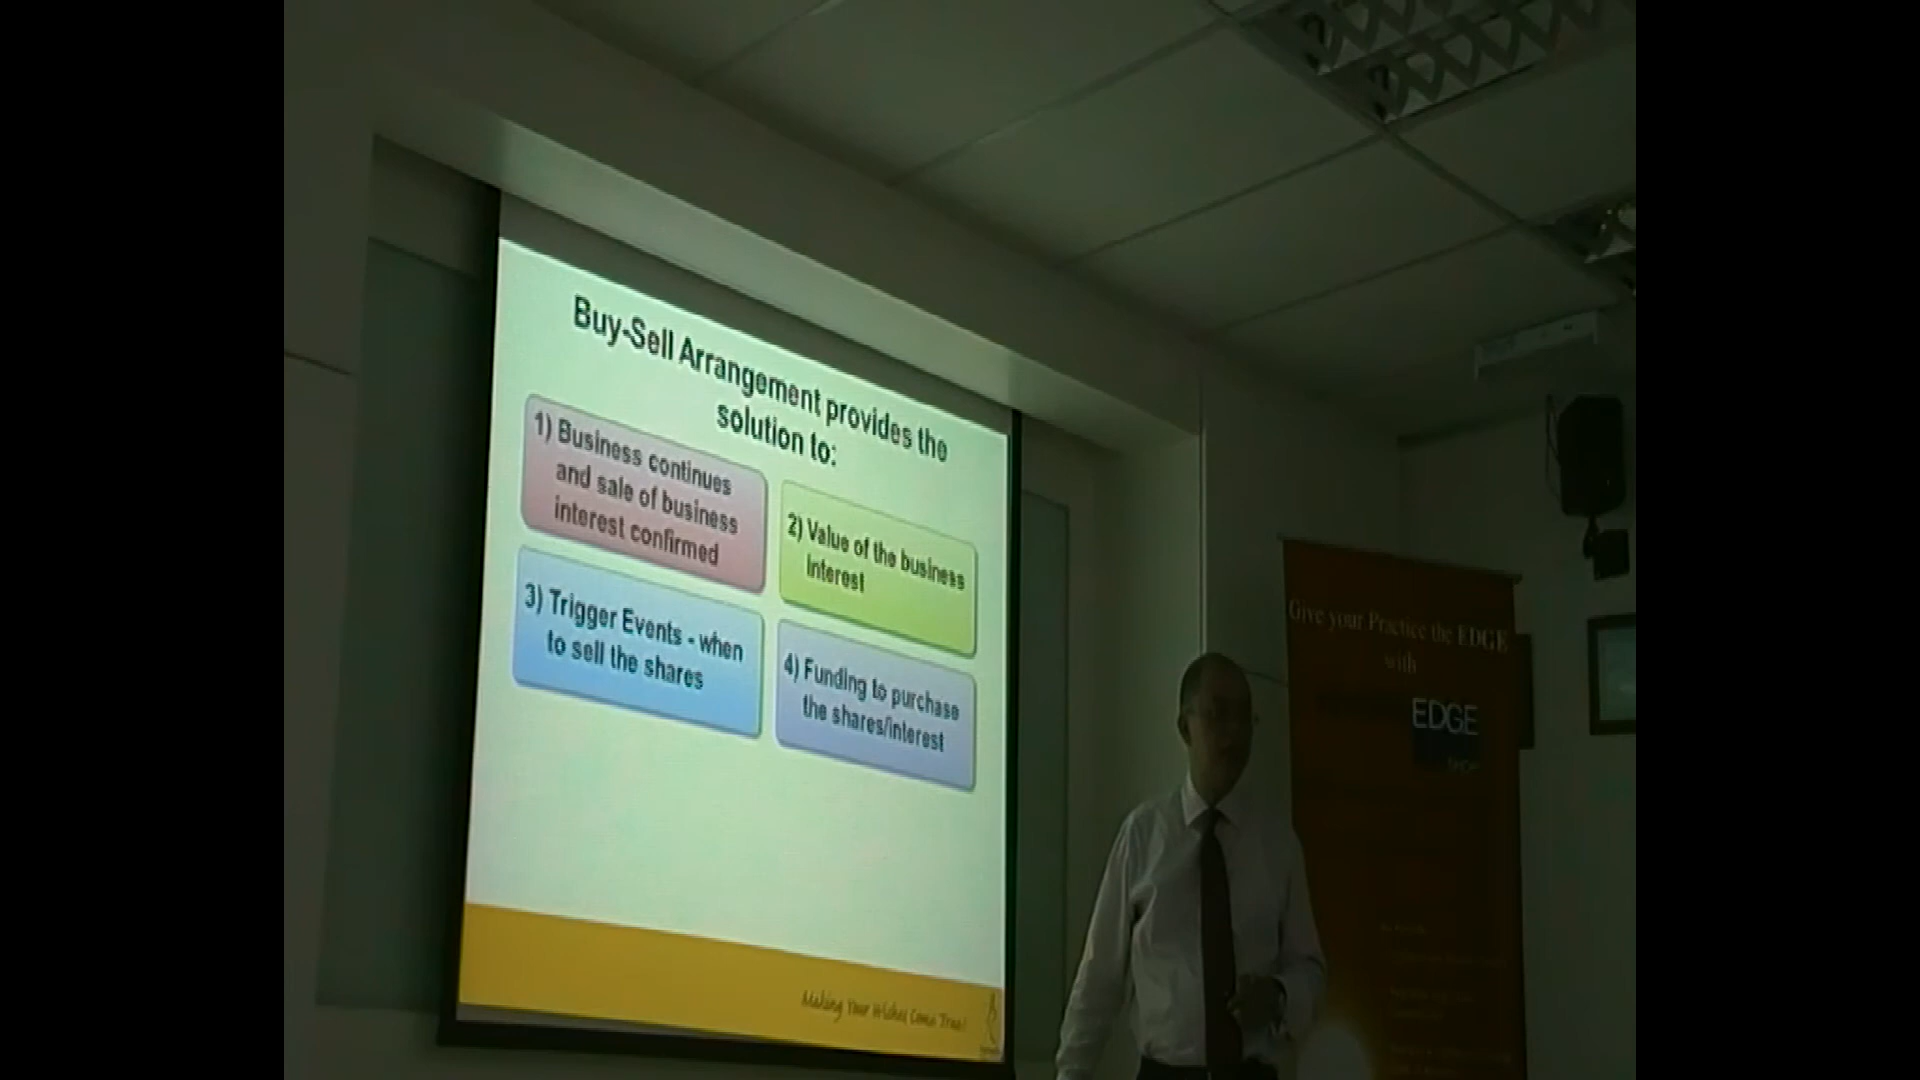 Buy-Sell Arrangement provides the
solution to:
1) Business continues
and sale of business
interest confirmed
2) Value of the business
Interest
3) Trigger Events - when
to sell the shares
4) Funding to purchase
the shares/interest
Making Your Wishes Come True!
Give your Practice the EDGE
with
EDGE